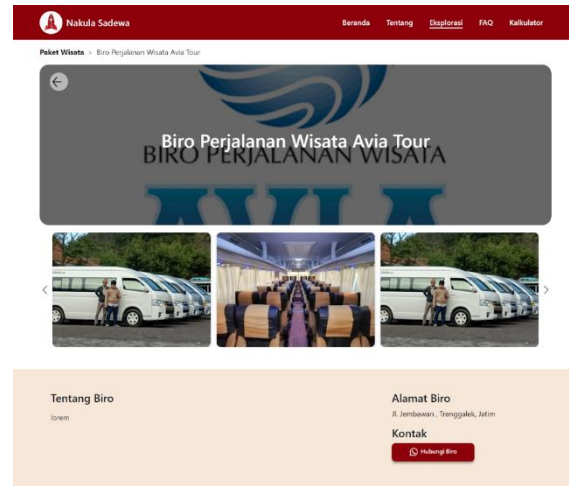 Nakula Sadewa
Beranda Tentang Eksplorasi FAQ Kalkulator
Paket Wisata > Biro Perjalanan Wisata Avia Tour
Biro Perjalanan Wisata Avia Tour
BIRO PERJALANAN WISATA
AVIA
Tentang Biro
lorem
Alamat Biro
Jl. Jembawan , Trenggalek, Jatim
Kontak
Hubungi Biro